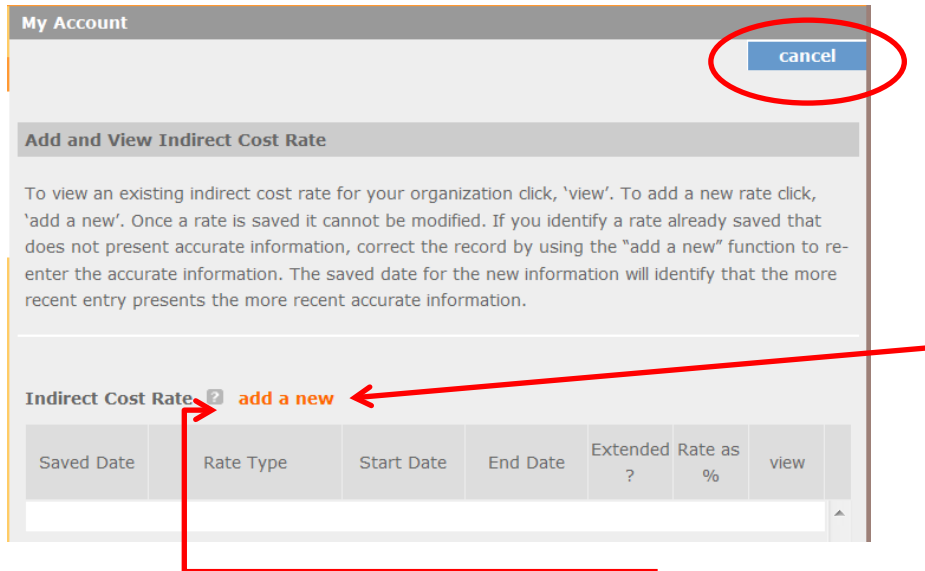 My Account
cancel
Add and View Indirect Cost Rate
To view an existing indirect cost rate for your organization click, ‘view’. To add a new rate click,
‘add a new’. Once a rate is saved it cannot be modified. If you identify a rate already saved that
does not present accurate information, correct the record by using the “add a new” function to re-
enter the accurate information. The saved date for the new information will identify that the more
recent entry presents the more recent accurate information.
Indirect Cost Rate ? add a new
Saved Date Rate Type Start Date End Date Extended ? Rate as % view